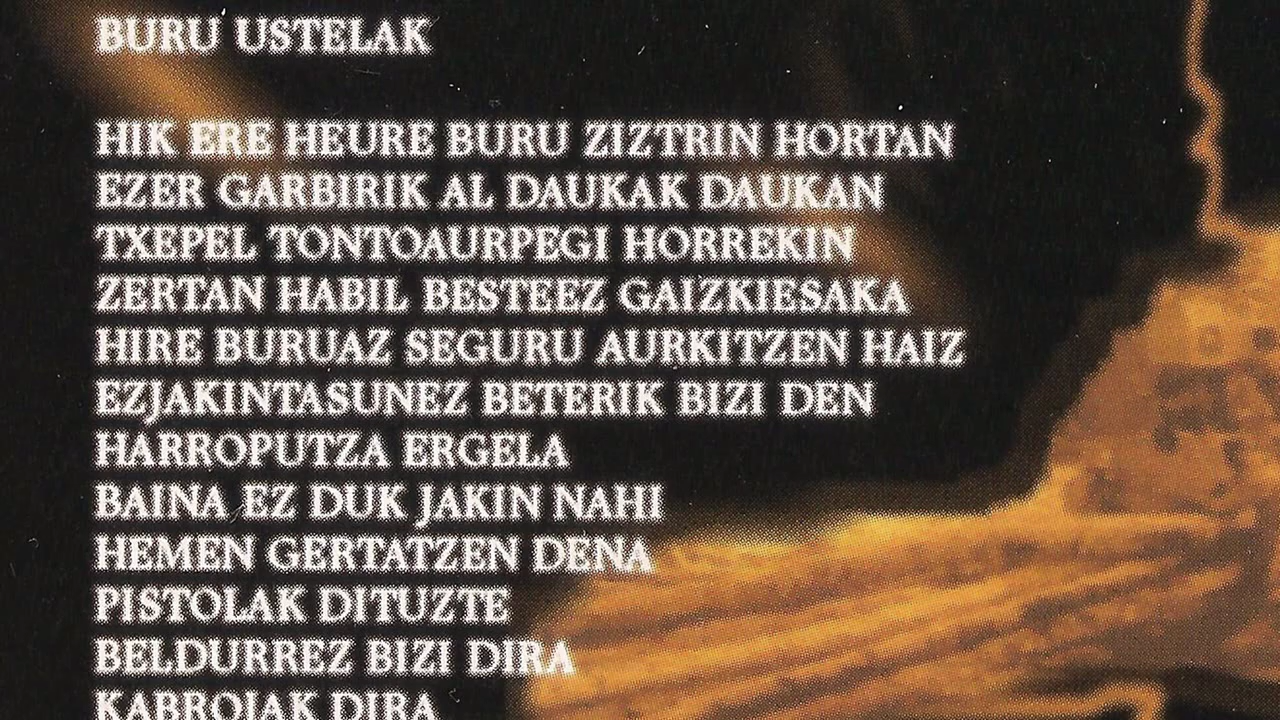 BURU USTELAK
HIK ERE HEURE BURU ZIZTRIN HORTAN
EZER GARBIRIK AL DAUKAK DAUKAN
TXEPEL TONTOAURPEGI HORREKIN
ZERTAN HABIL BESTEEZ GAIZKIESAKA
HIRE BURUAZ SEGURU AURKITZEN HAIZ
EZJAKINTASUNEZ BETERIK BIZI DEN
HARROPUTZA ERGELA
BAINA EZ DUK JAKIN NAHI
HEMEN GERTATZEN DENA
PISTOLAK DITUZTE
BELDURREZ BIZI DIRA
KABROIAK DIRA